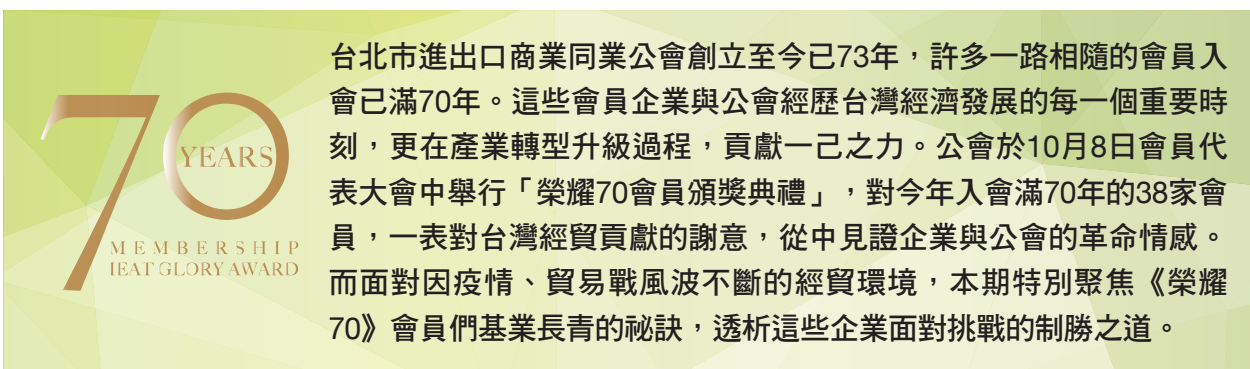 70
YEARS
MEMBERSHIP
IEAT GLORY AWARD
台北市進出口商業同業公會創立至今已73年，許多一路相隨的會員入
會已滿70年。這些會員企業與公會經歷台灣經濟發展的每一個重要時
刻，更在產業轉型升級過程，貢獻一己之力。公會於10月8日會員代
表大會中舉行「榮耀70會員頒獎典禮」，對今年入會滿70年的38家會
員，一表對台灣經貿貢獻的謝意，從中見證企業與公會的革命情感。
而面對因疫情、貿易戰風波不斷的經貿環境，本期特別聚焦《榮耀
70》會員們基業長青的祕訣，透析這些企業面對挑戰的制勝之道。